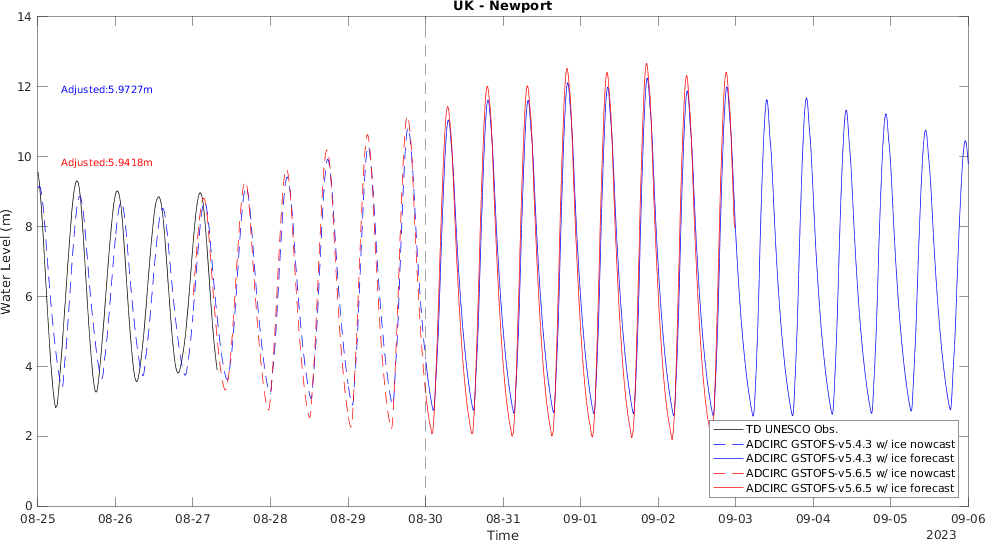 UK - Newport
14
12
10
8
6
4
2
0
Water Level (m)
Adjusted:5.9727m
Adjusted:5.9418m
TD UNESCO Obs.
ADCIRC GSTOFS-v5.4.3 w/ ice nowcast
ADCIRC GSTOFS-v5.4.3 w/ ice forecast
ADCIRC GSTOFS-v5.6.5 w/ ice nowcast
ADCIRC GSTOFS-v5.6.5 w/ ice forecast
08-25 08-26 08-27 08-28 08-29 08-30 08-31 09-01 09-02 09-03 09-04 09-05 09-06
Time
2023